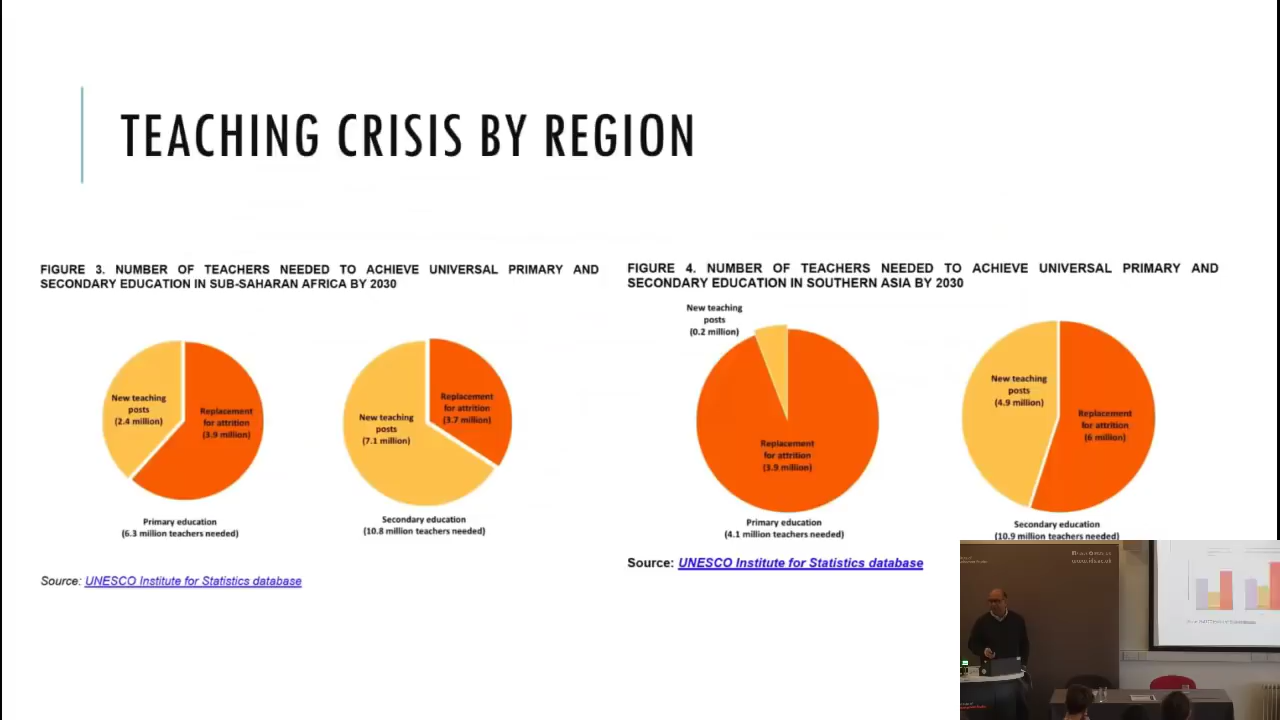 TEACHING CRISIS BY REGION
FIGURE 3. NUMBER OF TEACHERS NEEDED TO ACHIEVE UNIVERSAL PRIMARY AND
SECONDARY EDUCATION IN SUB-SAHARAN AFRICA BY 2030
New teaching
posts
(2.4 million)
Replacement
for attrition
(3.9 million)
Primary education
(6.3 million teachers needed)
New teaching
posts
(7.1 million)
Replacement
for attrition
(3.7 million)
Secondary education
(10.8 million teachers needed)
Source: UNESCO Institute for Statistics database
FIGURE 4. NUMBER OF TEACHERS NEEDED TO ACHIEVE UNIVERSAL PRIMARY AND
SECONDARY EDUCATION IN SOUTHERN ASIA BY 2030
New teaching
posts
(0.2 million)
Replacement
for attrition
(3.9 million)
Primary education
(4.1 million teachers needed)
New teaching
posts
(4.9 million)
Replacement
for attrition
(6 million)
Secondary education
(10.9 million teachers needed)
Source: UNESCO Institute for Statistics database